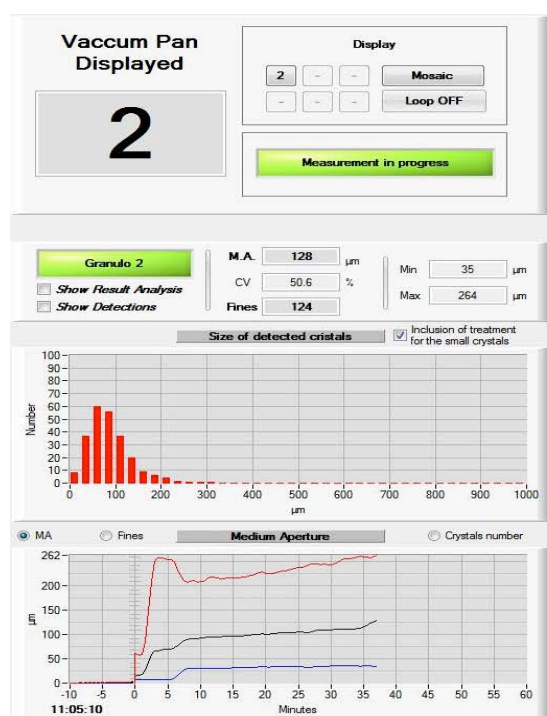 Vaccum Pan
Displayed
2
Display
2 - - Mosaic
- - - Loop OFF
Measurement in progress
Granulo 2
Show Result Analysis
Show Detections
M.A. 128 µm
CV 50.6 %
Fines 124
Min 35 µm
Max 264 µm
Size of detected cristals
Inclusion of treatment
for the small crystals
Number
100
90
80
70
60
50
40
30
20
10
0
0 100 200 300 400 500 600 700 800 900 1000
µm
MA Fines Medium Aperture Crystals number
µm
262
200
150
100
50
0
-10 -5 0 5 10 15 20 25 30 35 40 45 50 55 60
11:05:10 Minutes